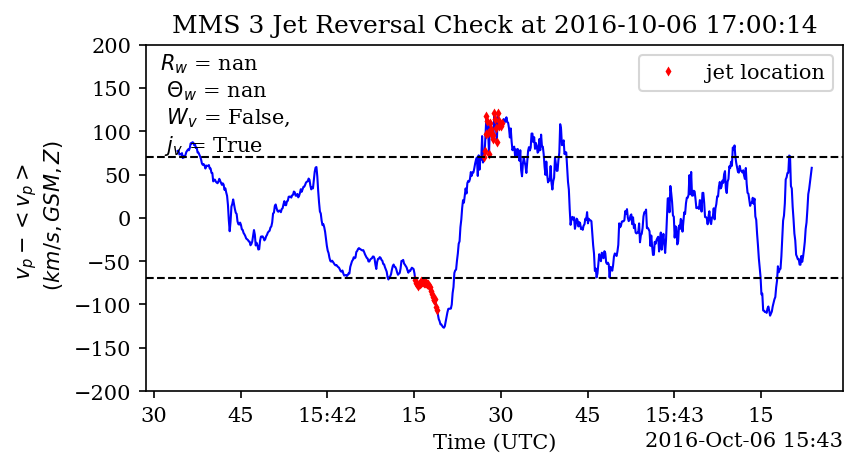 MMS 3 Jet Reversal Check at 2016-10-06 17:00:14
R_w = nan
Θ_w = nan
W_v = False,
j_v = True
jet location
200
150
100
50
0
−50
−100
−150
−200
v_p − < v_p >
(km/s, GSM, Z)
30 45 15:42 15 30 45 15:43 15
Time (UTC)
2016-Oct-06 15:43